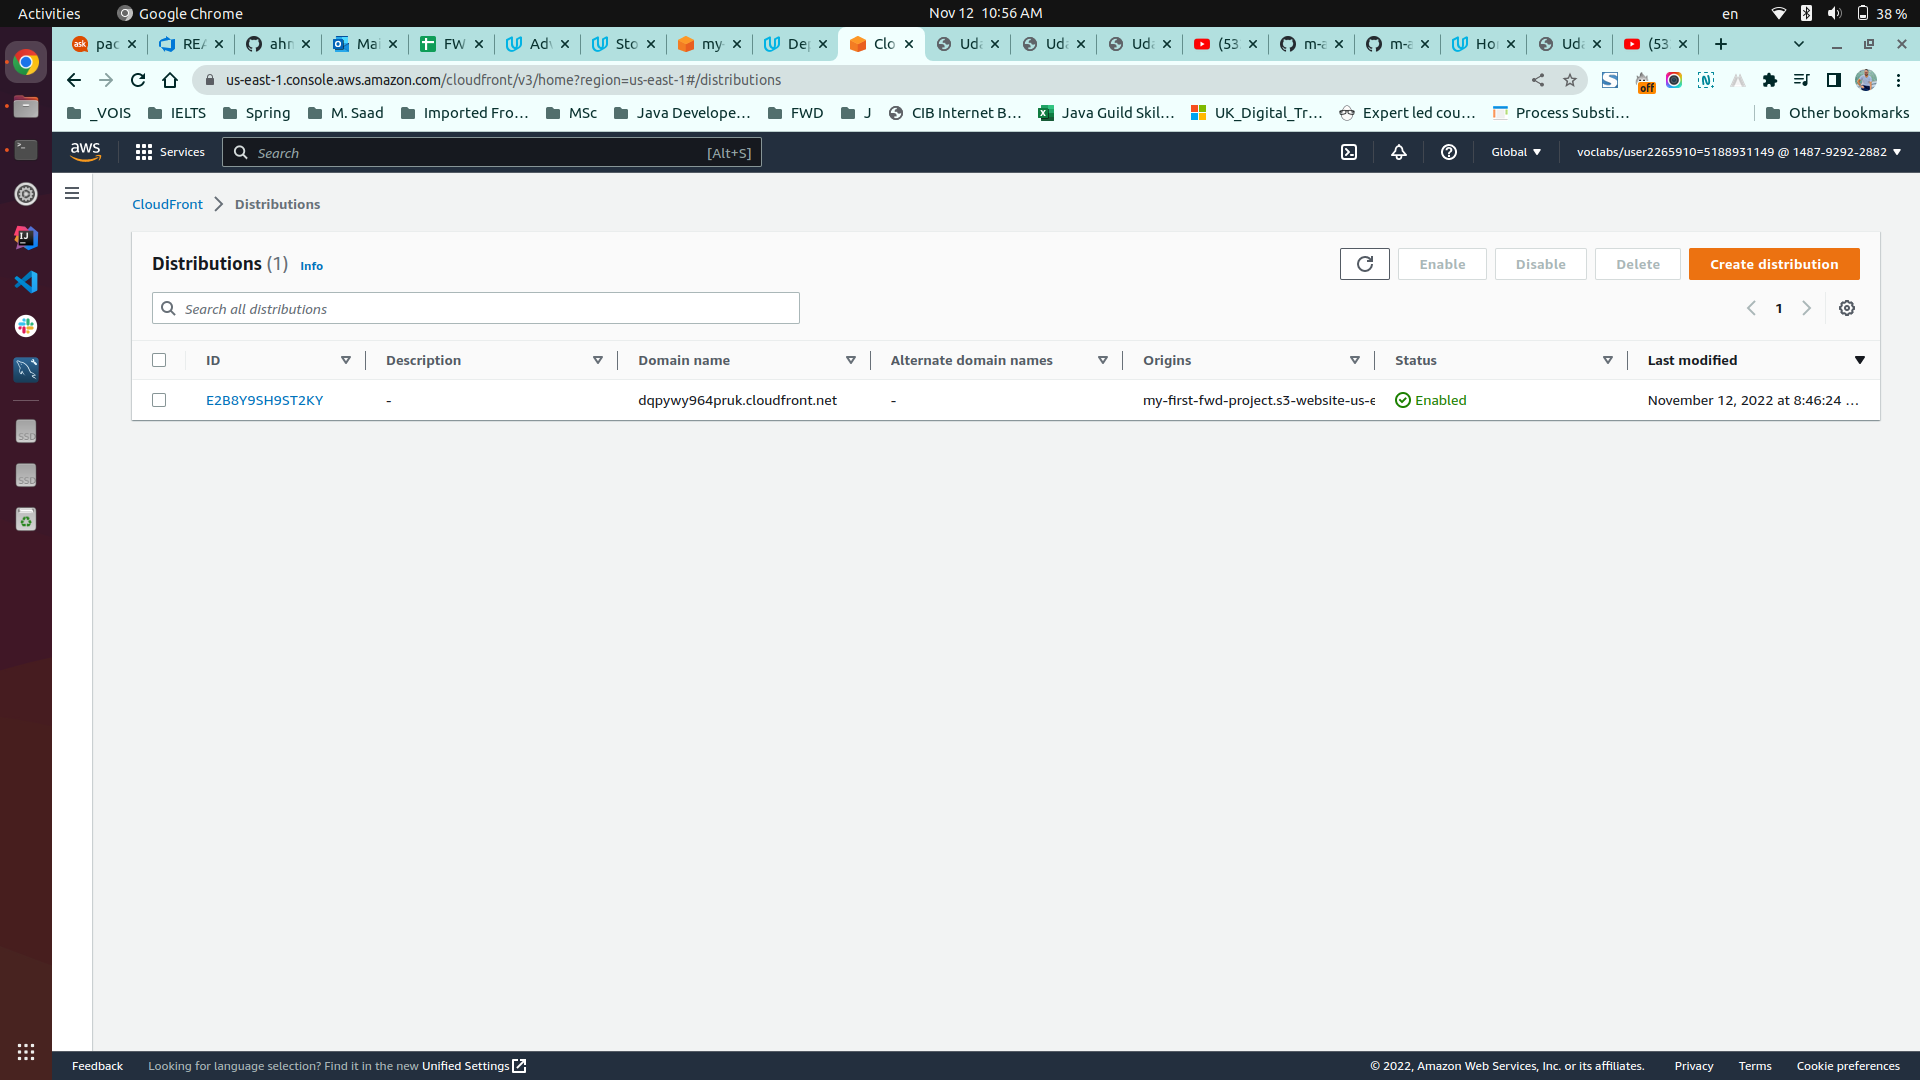 Activities
Google Chrome
Nov 12 10:56 AM
en
38 %
pac
REA
ahm
Mai
FW
Adv
Sto
my-
Dep
Clo
Uda
Uda
Uda
(53
m-a
m-a
Ho
Uda
(53
us-east-1.console.aws.amazon.com/cloudfront/v3/home?region=us-east-1#/distributions
off
_VOIS
IELTS
Spring
M. Saad
Imported Fro…
MSc
Java Develope…
FWD
J
CIB Internet B…
Java Guild Skil…
UK_Digital_Tr…
Expert led cou…
Process Substi…
Other bookmarks
aws
Services
Search
[Alt+S]
Global
voclabs/user2265910=5188931149 @ 1487-9292-2882
CloudFront
Distributions
Distributions (1) Info
Enable
Disable
Delete
Create distribution
Search all distributions
1
ID
Description
Domain name
Alternate domain names
Origins
Status
Last modified
E2B8Y9SH9ST2KY
-
dqpywy964pruk.cloudfront.net
-
my-first-fwd-project.s3-website-us-e
Enabled
November 12, 2022 at 8:46:24 …
SSD
SSD
Feedback
Looking for language selection? Find it in the new Unified Settings
© 2022, Amazon Web Services, Inc. or its affiliates.
Privacy
Terms
Cookie preferences